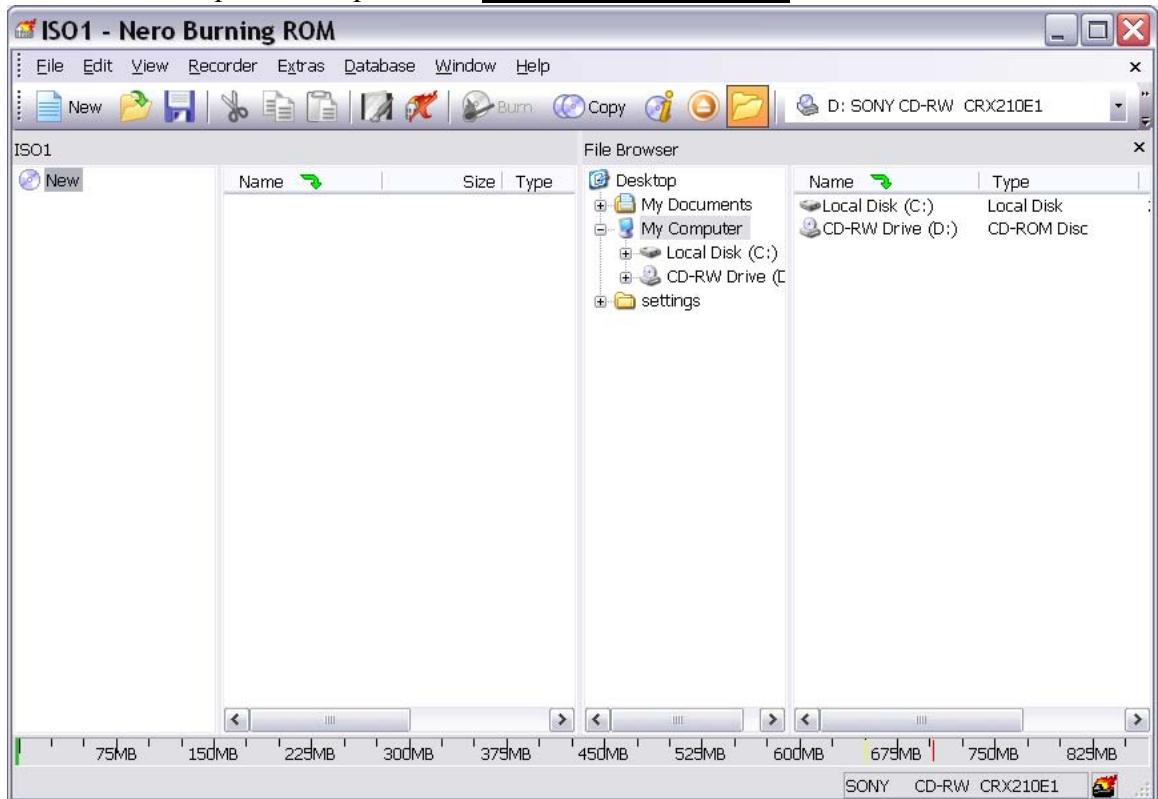 ISO1 - Nero Burning ROM
File Edit View Recorder Extras Database Window Help
New Burn Copy D: SONY CD-RW CRX210E1
ISO1 File Browser
New Name Size Type Desktop Name Type
My Documents Local Disk (C:) Local Disk
My Computer CD-RW Drive (D:) CD-ROM Disc
Local Disk (C:)
CD-RW Drive (D
settings
75MB 150MB 225MB 300MB 375MB 450MB 525MB 600MB 675MB 750MB 825MB
SONY CD-RW CRX210E1